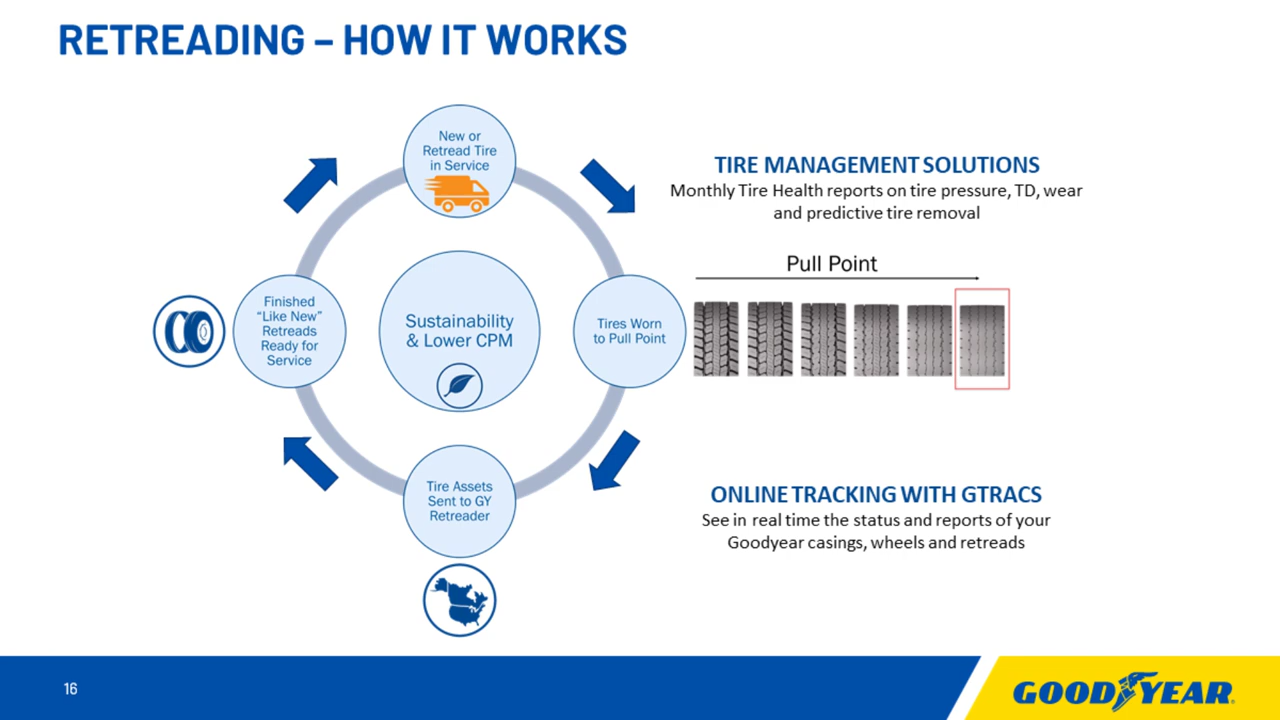 RETREADING – HOW IT WORKS
New or
Retread Tire
in Service
TIRE MANAGEMENT SOLUTIONS
Monthly Tire Health reports on tire pressure, TD, wear
and predictive tire removal
Pull Point
Finished
“Like New”
Retreads
Ready for
Service
Sustainability
& Lower CPM
Tires Worn
to Pull Point
Tire Assets
Sent to GY
Retreader
ONLINE TRACKING WITH GTRACS
See in real time the status and reports of your
Goodyear casings, wheels and retreads
16
GOODYEAR